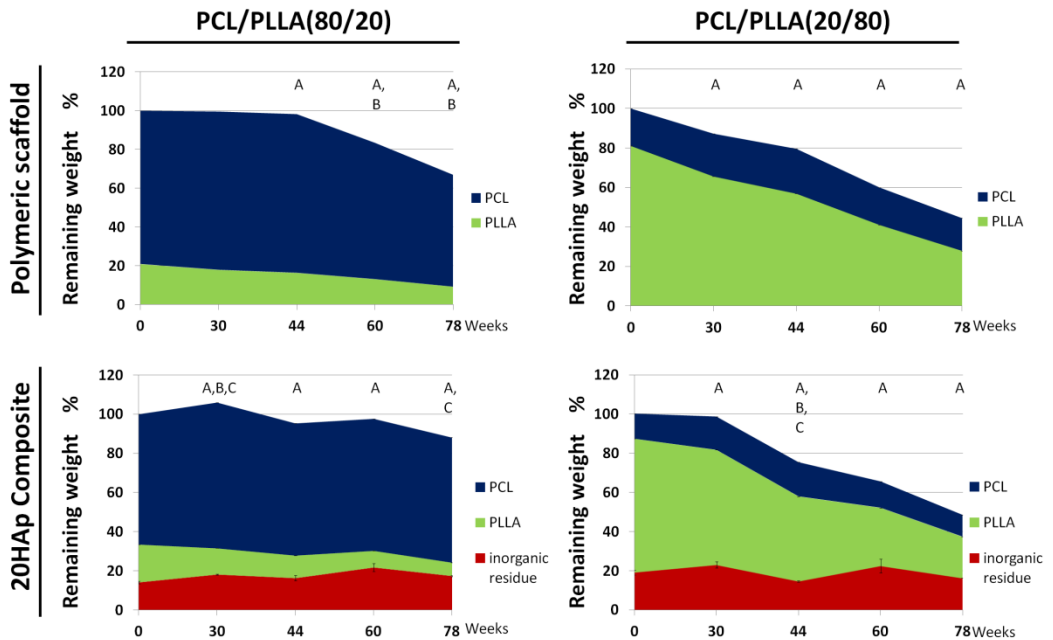 PCL/PLLA(80/20)
PCL/PLLA(20/80)
Polymeric scaffold
Remaining weight %
120
100
80
60
40
20
0
A
A,
B
A,
B
PCL
PLLA
0 30 44 60 78 Weeks
Remaining weight %
120
100
80
60
40
20
0
A A A A
PCL
PLLA
0 30 44 60 78 Weeks
20HAp Composite
Remaining weight %
120
100
80
60
40
20
0
A,B,C A A A,
C
PCL
PLLA
inorganic
residue
0 30 44 60 78 Weeks
Remaining weight %
120
100
80
60
40
20
0
A A, A A
B,
C
PCL
PLLA
inorganic
residue
0 30 44 60 78 Weeks